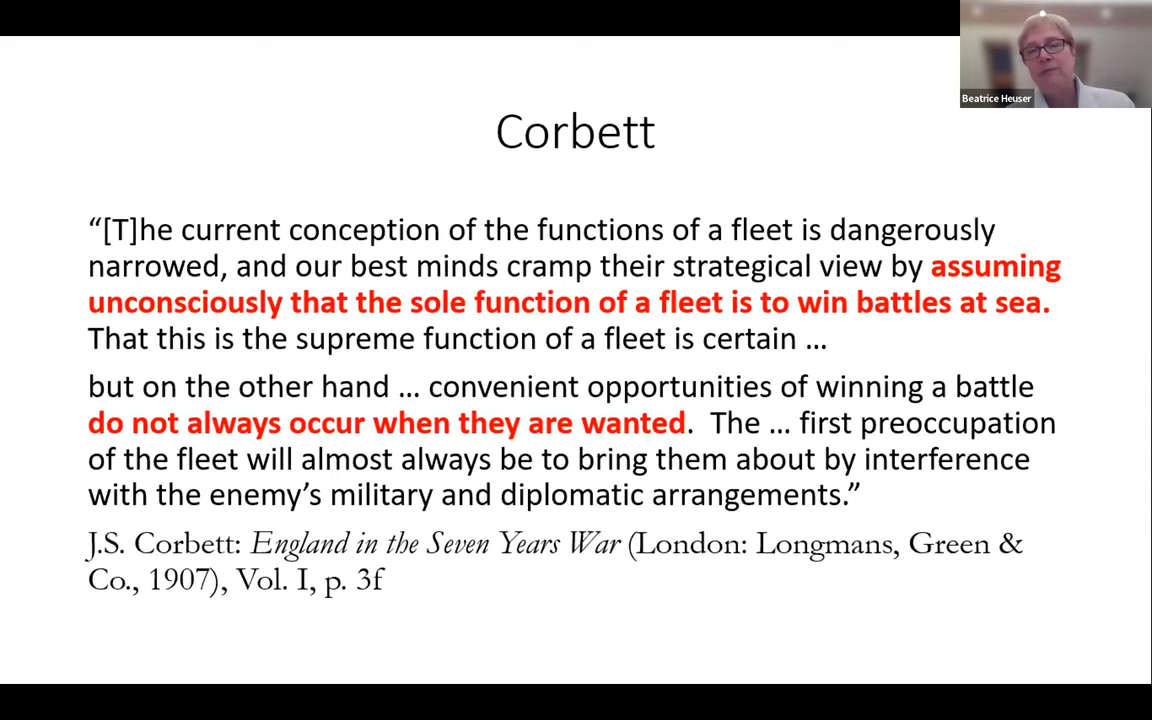 Beatrice Heuser
Corbett
“[T]he current conception of the functions of a fleet is dangerously
narrowed, and our best minds cramp their strategical view by assuming
unconsciously that the sole function of a fleet is to win battles at sea.
That this is the supreme function of a fleet is certain …
but on the other hand … convenient opportunities of winning a battle
do not always occur when they are wanted.  The … first preoccupation
of the fleet will almost always be to bring them about by interference
with the enemy’s military and diplomatic arrangements.”
J.S. Corbett: England in the Seven Years War (London: Longmans, Green &
Co., 1907), Vol. I, p. 3f